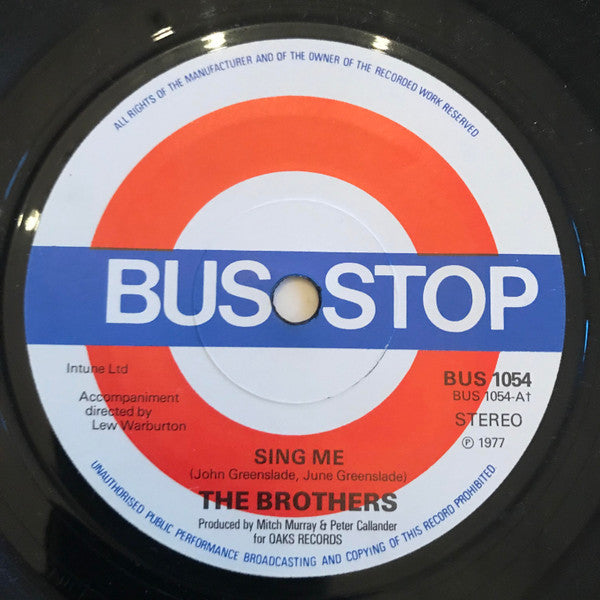 ALL RIGHTS OF THE MANUFACTURER AND OF THE OWNER OF THE RECORDED WORK RESERVED
BUS STOP
Intune Ltd
Accompaniment
directed by
Lew Warburton
BUS 1054
BUS 1054-A†
STEREO
℗ 1977
SING ME
(John Greenslade, June Greenslade)
THE BROTHERS
Produced by Mitch Murray & Peter Callander
for OAKS RECORDS
UNAUTHORISED PUBLIC PERFORMANCE BROADCASTING AND COPYING OF THIS RECORD PROHIBITED